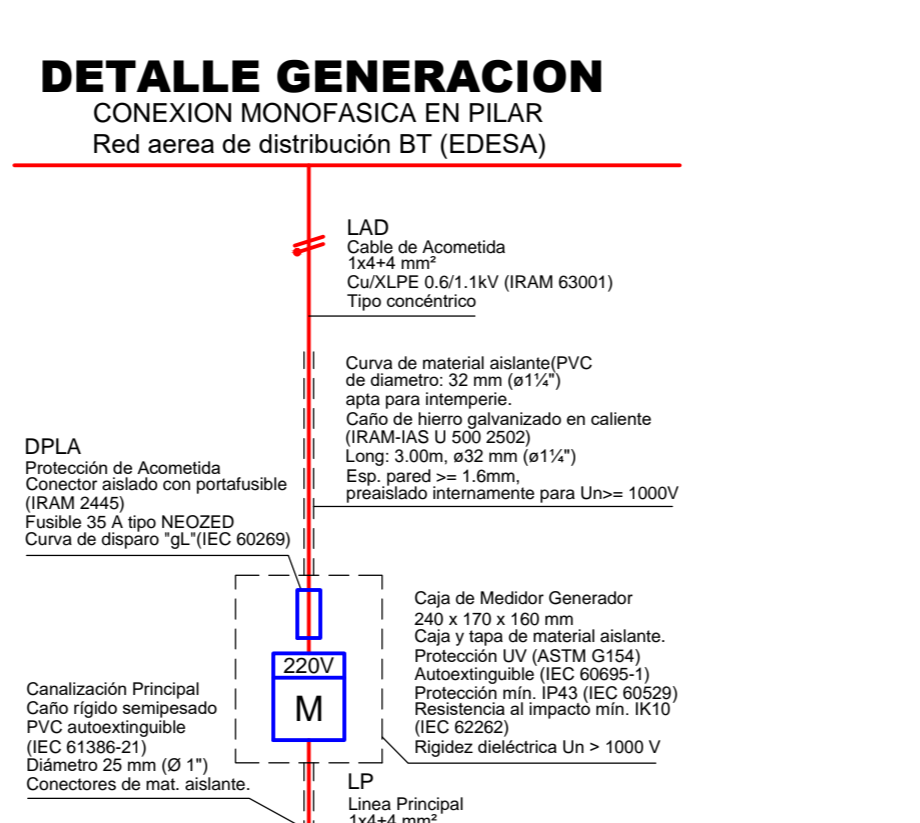 DETALLE GENERACION
CONEXION MONOFASICA EN PILAR
Red aerea de distribución BT (EDESA)
LAD
Cable de Acometida
1x4+4 mm²
Cu/XLPE 0.6/1.1kV (IRAM 63001)
Tipo concéntrico
Curva de material aislante(PVC
de diametro: 32 mm (ø1¼")
apta para intemperie.
Caño de hierro galvanizado en caliente
(IRAM-IAS U 500 2502)
Long: 3.00m, ø32 mm (ø1¼")
Esp. pared >= 1.6mm,
preaislado internamente para Un>= 1000V
DPLA
Protección de Acometida
Conector aislado con portafusible
(IRAM 2445)
Fusible 35 A tipo NEOZED
Curva de disparo "gL"(IEC 60269)
220V
M
Caja de Medidor Generador
240 x 170 x 160 mm
Caja y tapa de material aislante.
Protección UV (ASTM G154)
Autoextinguible (IEC 60695-1)
Protección mín. IP43 (IEC 60529)
Resistencia al impacto mín. IK10
(IEC 62262)
Rigidez dieléctrica Un > 1000 V
Canalización Principal
Caño rígido semipesado
PVC autoextinguible
(IEC 61386-21)
Diámetro 25 mm (Ø 1")
Conectores de mat. aislante.
LP
Linea Principal
1x4+4 mm²